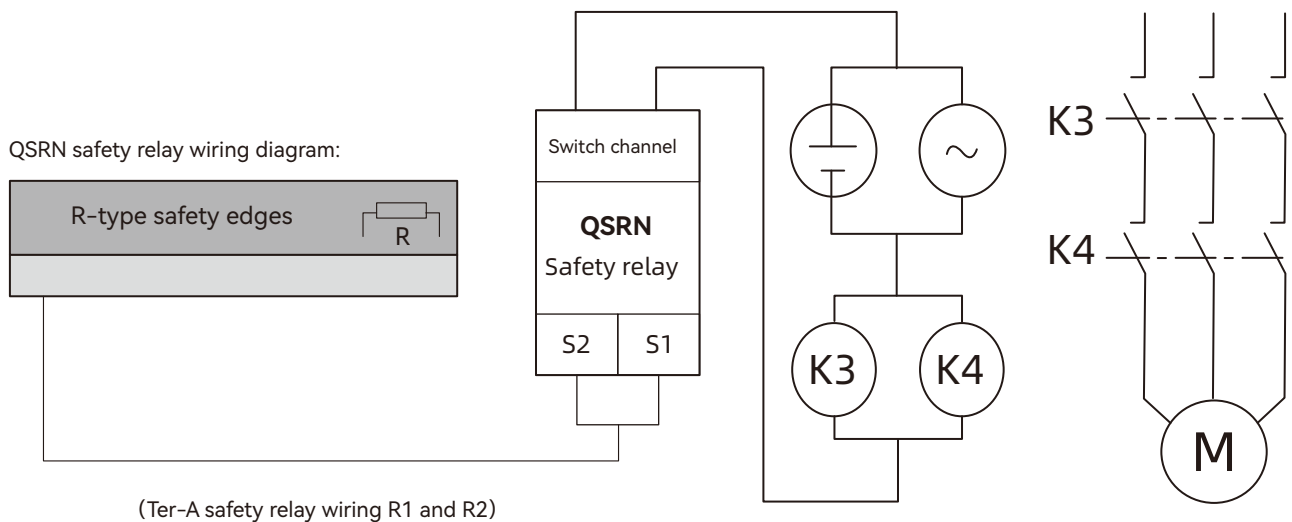 QSRN safety relay wiring diagram:
R-type safety edges
R
Switch channel
QSRN
Safety relay
S2
S1
K3
K4
K3
K4
M
(Ter-A safety relay wiring R1 and R2)